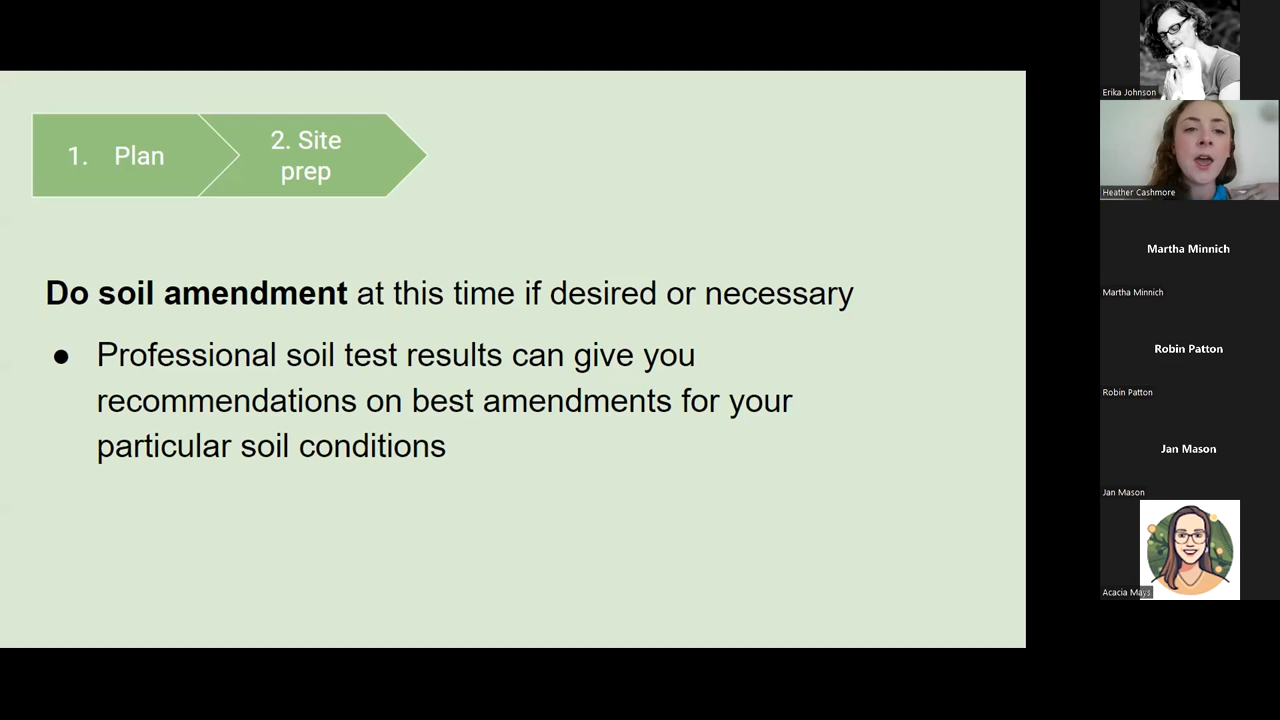 1. Plan
2. Site
prep
Do soil amendment at this time if desired or necessary
● Professional soil test results can give you
recommendations on best amendments for your
particular soil conditions
Erika Johnson
Heather Cashmore
Martha Minnich
Martha Minnich
Robin Patton
Robin Patton
Jan Mason
Jan Mason
Acacia Mays